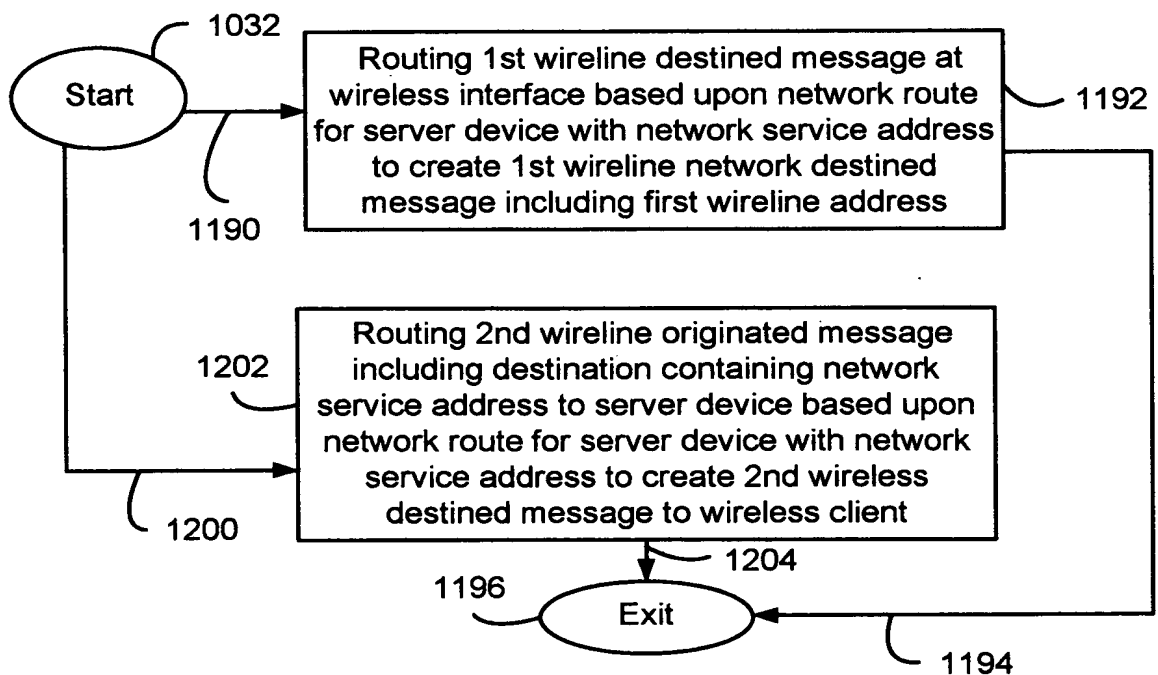 1032
Start
Routing 1st wireline destined message at
wireless interface based upon network route
for server device with network service address
to create 1st wireline network destined
message including first wireline address
1192
1190
Routing 2nd wireline originated message
including destination containing network
service address to server device based upon
network route for server device with network
service address to create 2nd wireless
destined message to wireless client
1202
1200
1204
1196
Exit
1194